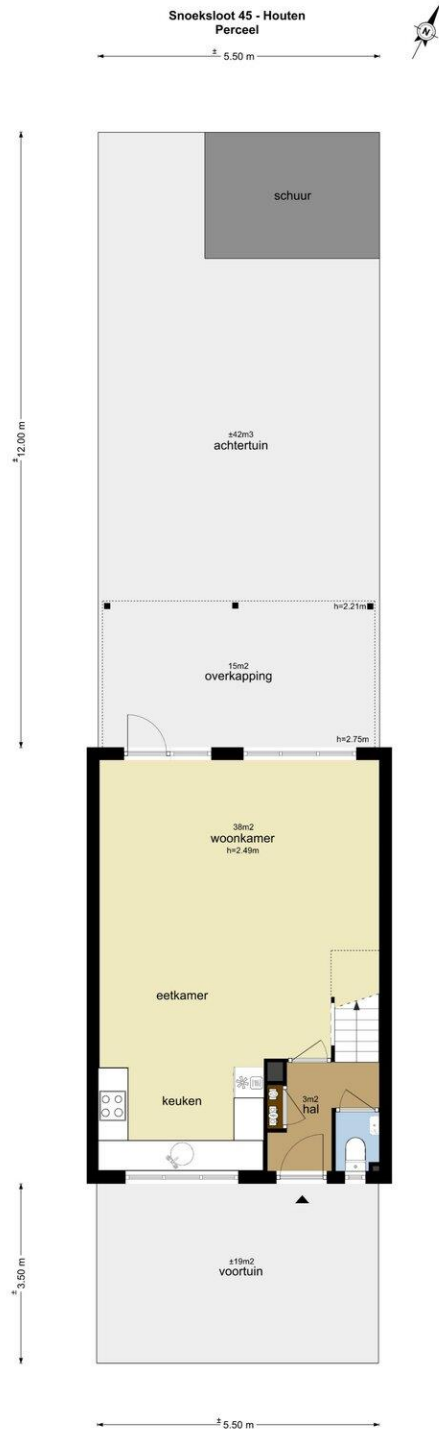 Snoeksloot 45 - Houten
Perceel
± 5.50 m
N
schuur
± 12.00 m
±42m3
achtertuin
h=2.21m
15m2
overkapping
h=2.75m
38m2
woonkamer
h=2.49m
eetkamer
keuken
3m2
hal
± 3.50 m
±19m2
voortuin
± 5.50 m